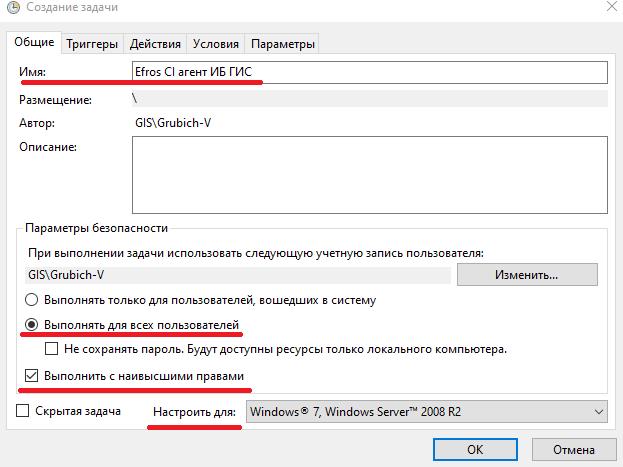 Создание задачи
Общие Триггеры Действия Условия Параметры
Имя: Efros CI агент ИБ ГИС
Размещение: \
Автор: GIS\Grubich-V
Описание:
Параметры безопасности
При выполнении задачи использовать следующую учетную запись пользователя:
GIS\Grubich-V Изменить...
Выполнять только для пользователей, вошедших в систему
Выполнять для всех пользователей
Не сохранять пароль. Будут доступны ресурсы только локального компьютера.
Выполнить с наивысшими правами
Скрытая задача Настроить для: Windows® 7, Windows Server™ 2008 R2
ОК Отмена